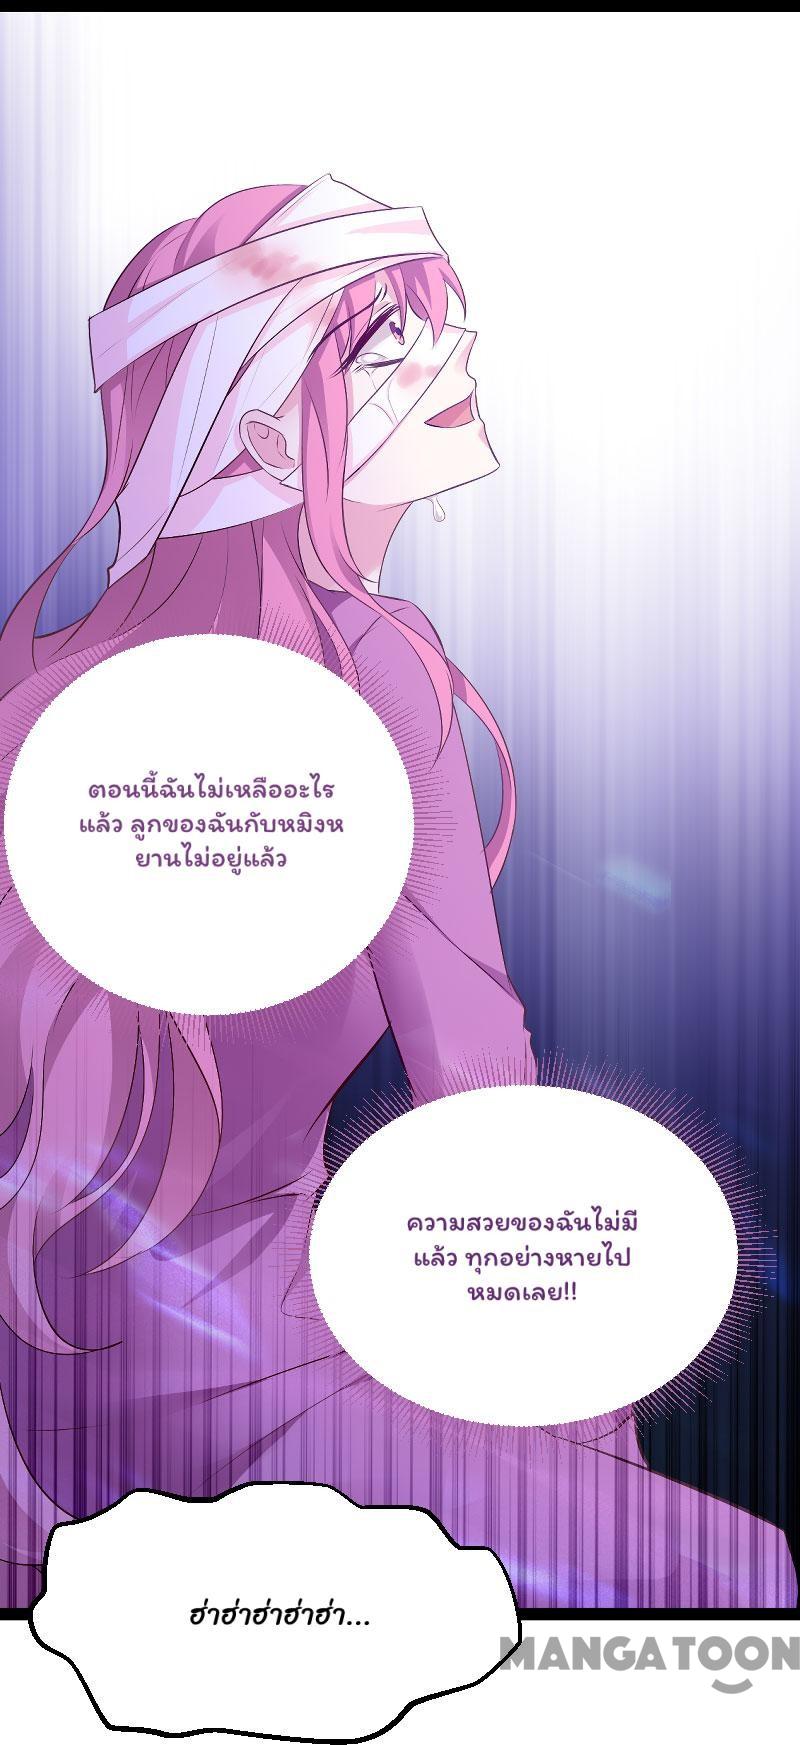 ตอนนี้ฉันไม่เหลืออะไร
แล้ว ลูกของฉันกับหมิงห
ยานไม่อยู่แล้ว
ความสวยของฉันไม่มี
แล้ว ทุกอย่างหายไป
หมดเลย!!
ฮ่าฮ่าฮ่าฮ่าฮ่า...
MANGATOON